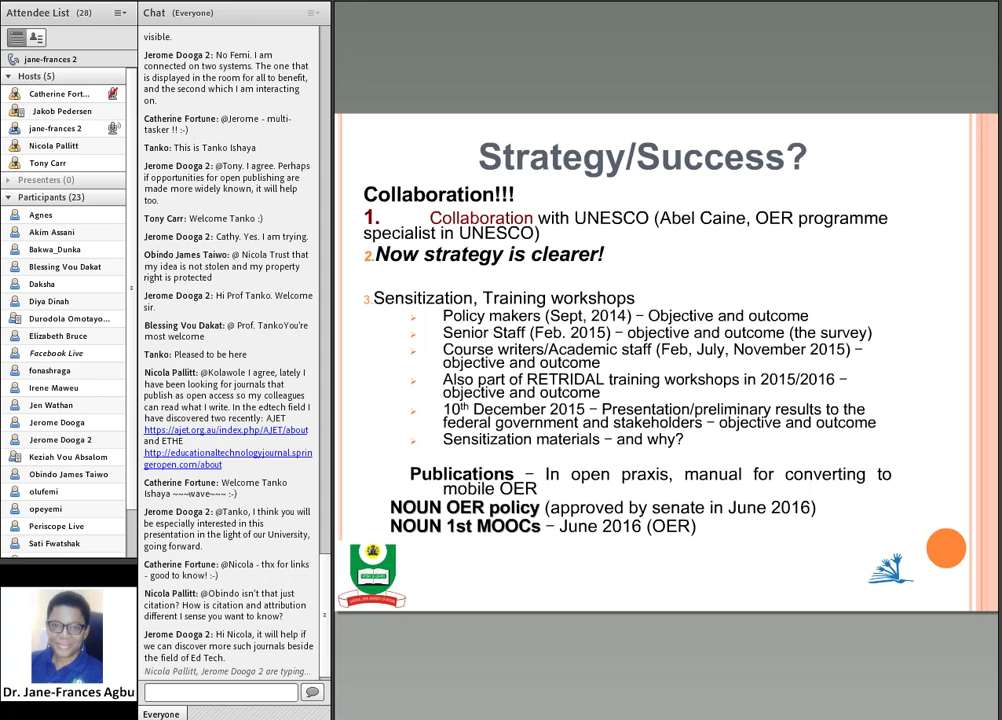 Attendee List (28)
jane-frances 2
Hosts (5)
Catherine Fort...
Jakob Pedersen
jane-frances 2
Nicola Pallitt
Tony Carr
Presenters (0)
Participants (23)
Agnes
Akim Assani
Bakwa_Dunka
Blessing Vou Dakat
Daksha
Diya Dinah
Durodola Omotayo...
Elizabeth Bruce
Facebook Live
fonashraga
Irene Maweu
Jen Wathan
Jerome Dooga
Jerome Dooga 2
Keziah Vou Absalom
Obindo James Taiwo
olufemi
opeyemi
Periscope Live
Sati Fwatshak
Dr. Jane-Frances Agbu
Chat (Everyone)
visible.
Jerome Dooga 2: No Femi. I am
connected on two systems. The one that
is displayed in the room for all to benefit,
and the second which I am interacting
on.
Catherine Fortune: @Jerome - multi-
tasker !! :-)
Tanko: This is Tanko Ishaya
Jerome Dooga 2: @Tony. I agree. Perhaps
if opportunities for open publishing are
made more widely known, it will help
too.
Tony Carr: Welcome Tanko :)
Jerome Dooga 2: Cathy. Yes. I am trying.
Obindo James Taiwo: @ Nicola Trust that
my idea is not stolen and my property
right is protected
Jerome Dooga 2: Hi Prof Tanko. Welcome
sir.
Blessing Vou Dakat: @ Prof. TankoYou're
most welcome
Tanko: Pleased to be here
Nicola Pallitt: @Kolawole I agree, lately I
have been looking for journals that
publish as open access so my colleagues
can read what I write. In the edtech field I
have discovered two recently: AJET
https://ajet.org.au/index.php/AJET/about
and ETHE
http://educationaltechnologyjournal.sprin
geropen.com/about
Catherine Fortune: Welcome Tanko
Ishaya ~~~wave~~~ :-)
Jerome Dooga 2: @Tanko, I think you will
be especially interested in this
presentation in the light of our University,
going forward.
Catherine Fortune: @Nicola - thx for links
- good to know! :-)
Nicola Pallitt: @Obindo isn't that just
citation? How is citation and attribution
different I sense you want to know?
Jerome Dooga 2: Hi Nicola, it will help if
we can discover more such journals beside
the field of Ed Tech.
Nicola Pallitt, Jerome Dooga 2 are typing...
Everyone
Strategy/Success?
Collaboration!!!
1. Collaboration with UNESCO (Abel Caine, OER programme
specialist in UNESCO)
2.Now strategy is clearer!
3.Sensitization, Training workshops
Policy makers (Sept, 2014) – Objective and outcome
Senior Staff (Feb. 2015) – objective and outcome (the survey)
Course writers/Academic staff (Feb, July, November 2015) –
objective and outcome
Also part of RETRIDAL training workshops in 2015/2016 –
objective and outcome
10th December 2015 – Presentation/preliminary results to the
federal government and stakeholders – objective and outcome
Sensitization materials – and why?
Publications – In open praxis, manual for converting to
mobile OER
NOUN OER policy (approved by senate in June 2016)
NOUN 1st MOOCs – June 2016 (OER)